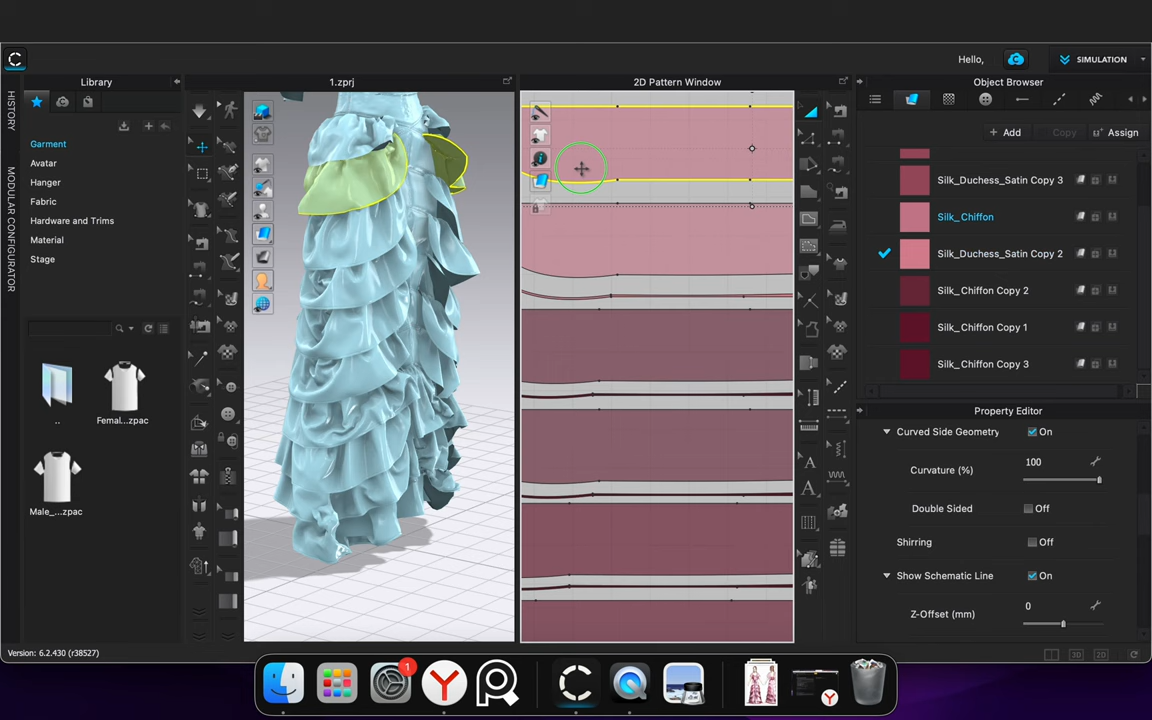 Hello,
SIMULATION
Library
1.zprj
2D Pattern Window
Object Browser
HISTORY
MODULAR CONFIGURATOR
Add
Copy
Assign
Garment
Avatar
Hanger
Fabric
Hardware and Trims
Material
Stage
Silk_Duchess_Satin Copy 3
Silk_Chiffon
Silk_Duchess_Satin Copy 2
Silk_Chiffon Copy 2
Silk_Chiffon Copy 1
Silk_Chiffon Copy 3
..
Femal...zpac
Male_...zpac
Property Editor
Curved Side Geometry
On
Curvature (%)
100
Double Sided
Off
Shirring
Off
Show Schematic Line
On
Z-Offset (mm)
0
Version: 6.2.430 (r38527)
3D
2D
1